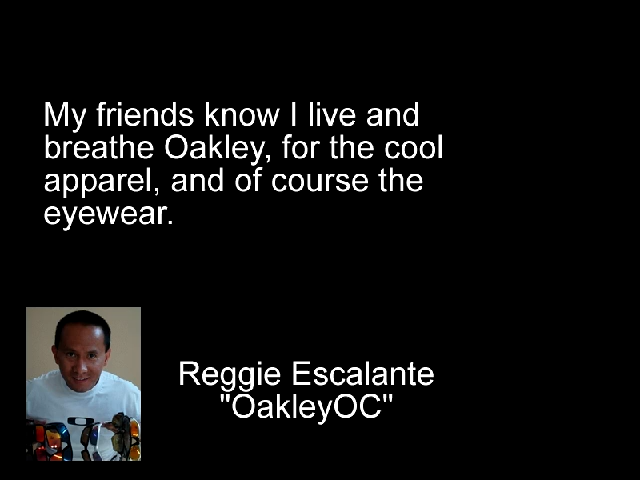 My friends know I live and
breathe Oakley, for the cool
apparel, and of course the
eyewear.
Reggie Escalante
"OakleyOC"